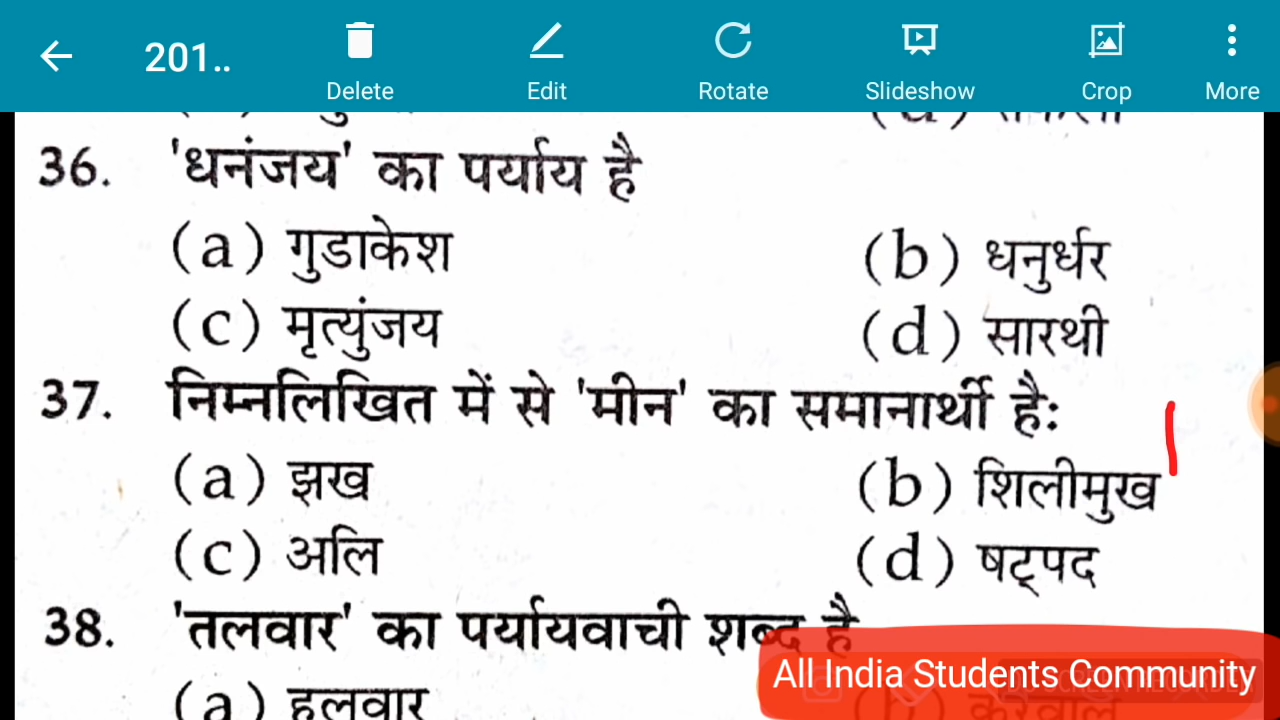 201..
Delete
Edit
Rotate
Slideshow
Crop
More
36. 'धनंजय' का पर्याय है
(a) गुडाकेश (b) धनुर्धर
(c) मृत्युंजय (d) सारथी
37. निम्नलिखित में से 'मीन' का समानार्थी है:
(a) झख (b) शिलीमुख
(c) अलि (d) षट्पद
38. 'तलवार' का पर्यायवाची शब्द है
All India Students Community
(a) हलवार (b) करवाल